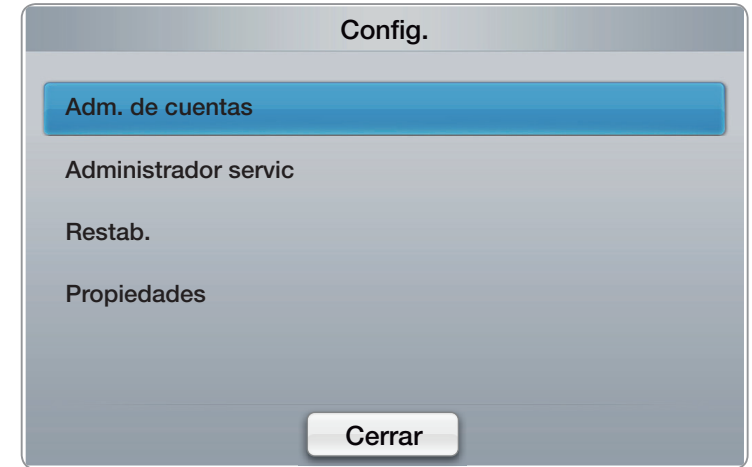 Config.
Adm. de cuentas
Administrador servic
Restab.
Propiedades
Cerrar